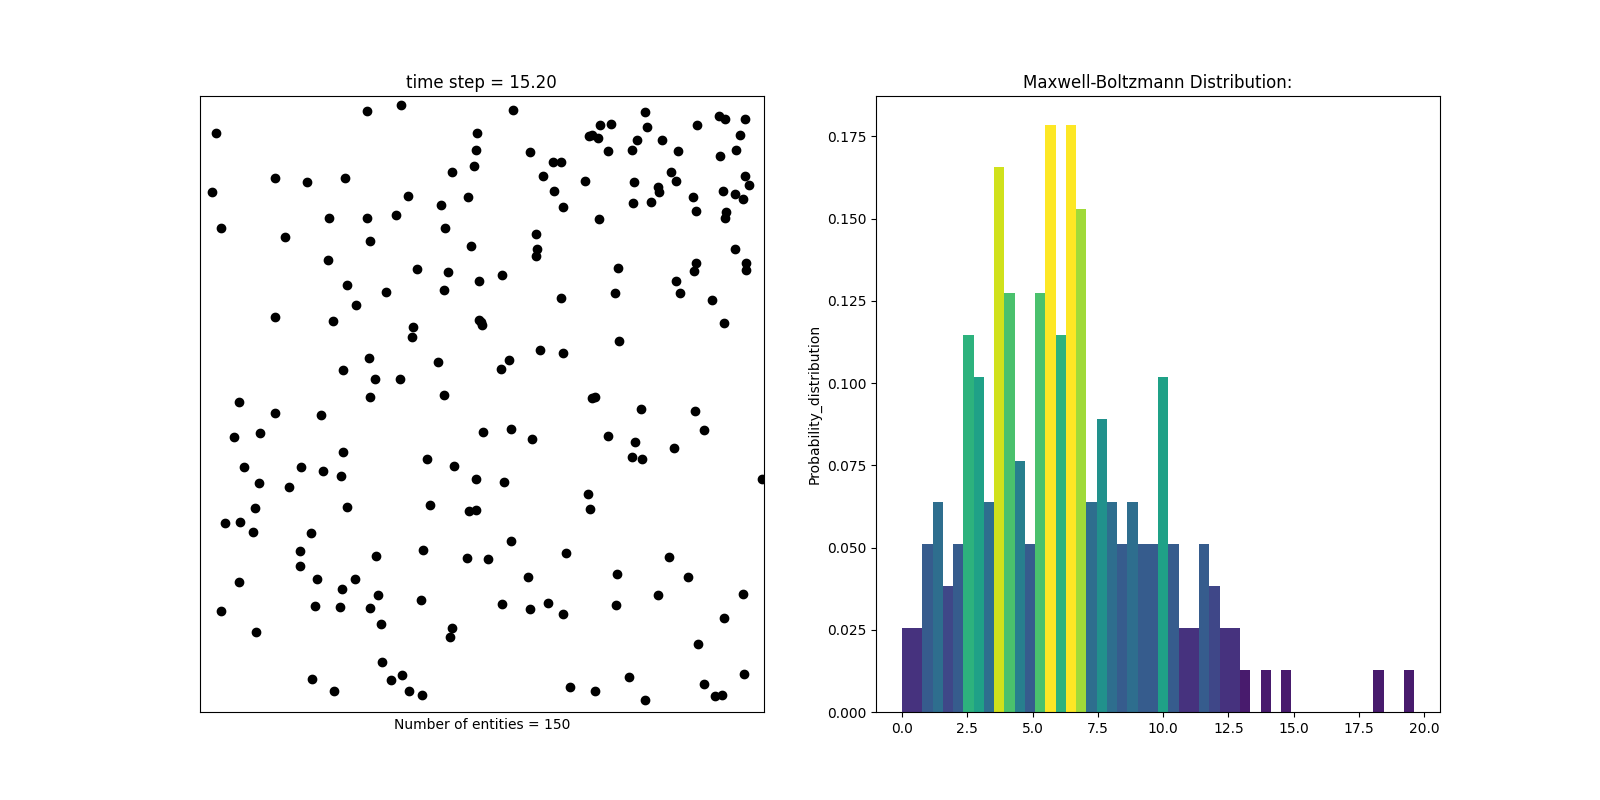 time step = 15.20
Number of entities = 150
Maxwell-Boltzmann Distribution:
Probability_distribution
0.175
0.150
0.125
0.100
0.075
0.050
0.025
0.000
0.0 2.5 5.0 7.5 10.0 12.5 15.0 17.5 20.0